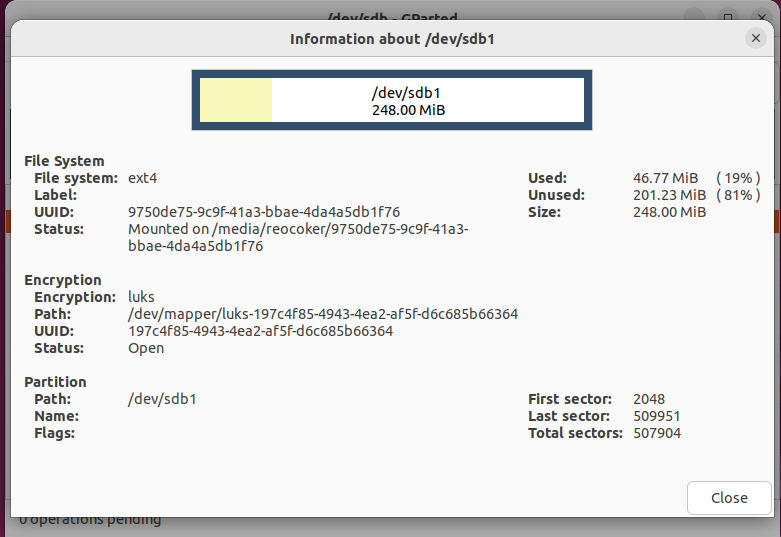 /dev/sdb - GParted
Information about /dev/sdb1
/dev/sdb1
248.00 MiB
File System
File system: ext4
Label:
UUID: 9750de75-9c9f-41a3-bbae-4da4a5db1f76
Status: Mounted on /media/reocoker/9750de75-9c9f-41a3-
bbae-4da4a5db1f76
Used: 46.77 MiB ( 19% )
Unused: 201.23 MiB ( 81% )
Size: 248.00 MiB
Encryption
Encryption: luks
Path: /dev/mapper/luks-197c4f85-4943-4ea2-af5f-d6c685b66364
UUID: 197c4f85-4943-4ea2-af5f-d6c685b66364
Status: Open
Partition
Path: /dev/sdb1
Name:
Flags:
First sector: 2048
Last sector: 509951
Total sectors: 507904
Close
0 operations pending